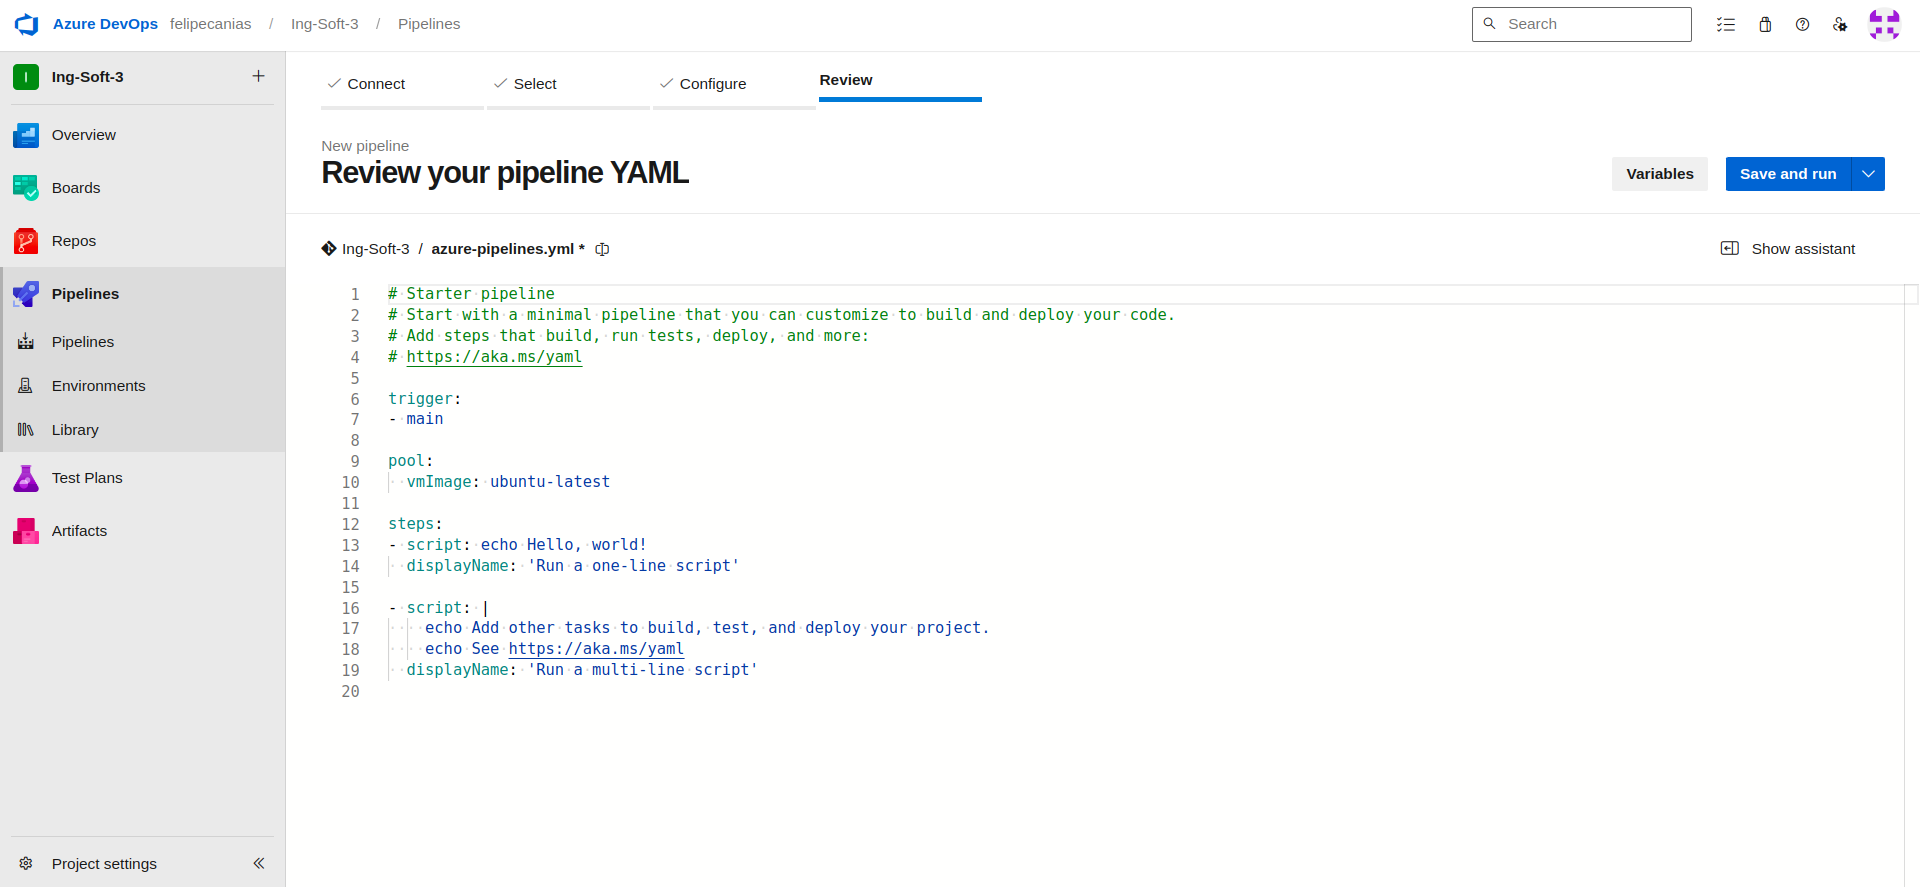 Azure DevOps felipecanias / Ing-Soft-3 / Pipelines
Search
Ing-Soft-3
Overview
Boards
Repos
Pipelines
Pipelines
Environments
Library
Test Plans
Artifacts
Project settings
Connect Select Configure Review
New pipeline
Review your pipeline YAML
Variables Save and run
Ing-Soft-3 / azure-pipelines.yml *
Show assistant
1 # Starter pipeline
2 # Start with a minimal pipeline that you can customize to build and deploy your code.
3 # Add steps that build, run tests, deploy, and more:
4 # https://aka.ms/yaml
5
6 trigger:
7 - main
8
9 pool:
10   vmImage: ubuntu-latest
11
12 steps:
13 - script: echo Hello, world!
14   displayName: 'Run a one-line script'
15
16 - script: |
17     echo Add other tasks to build, test, and deploy your project.
18     echo See https://aka.ms/yaml
19   displayName: 'Run a multi-line script'
20